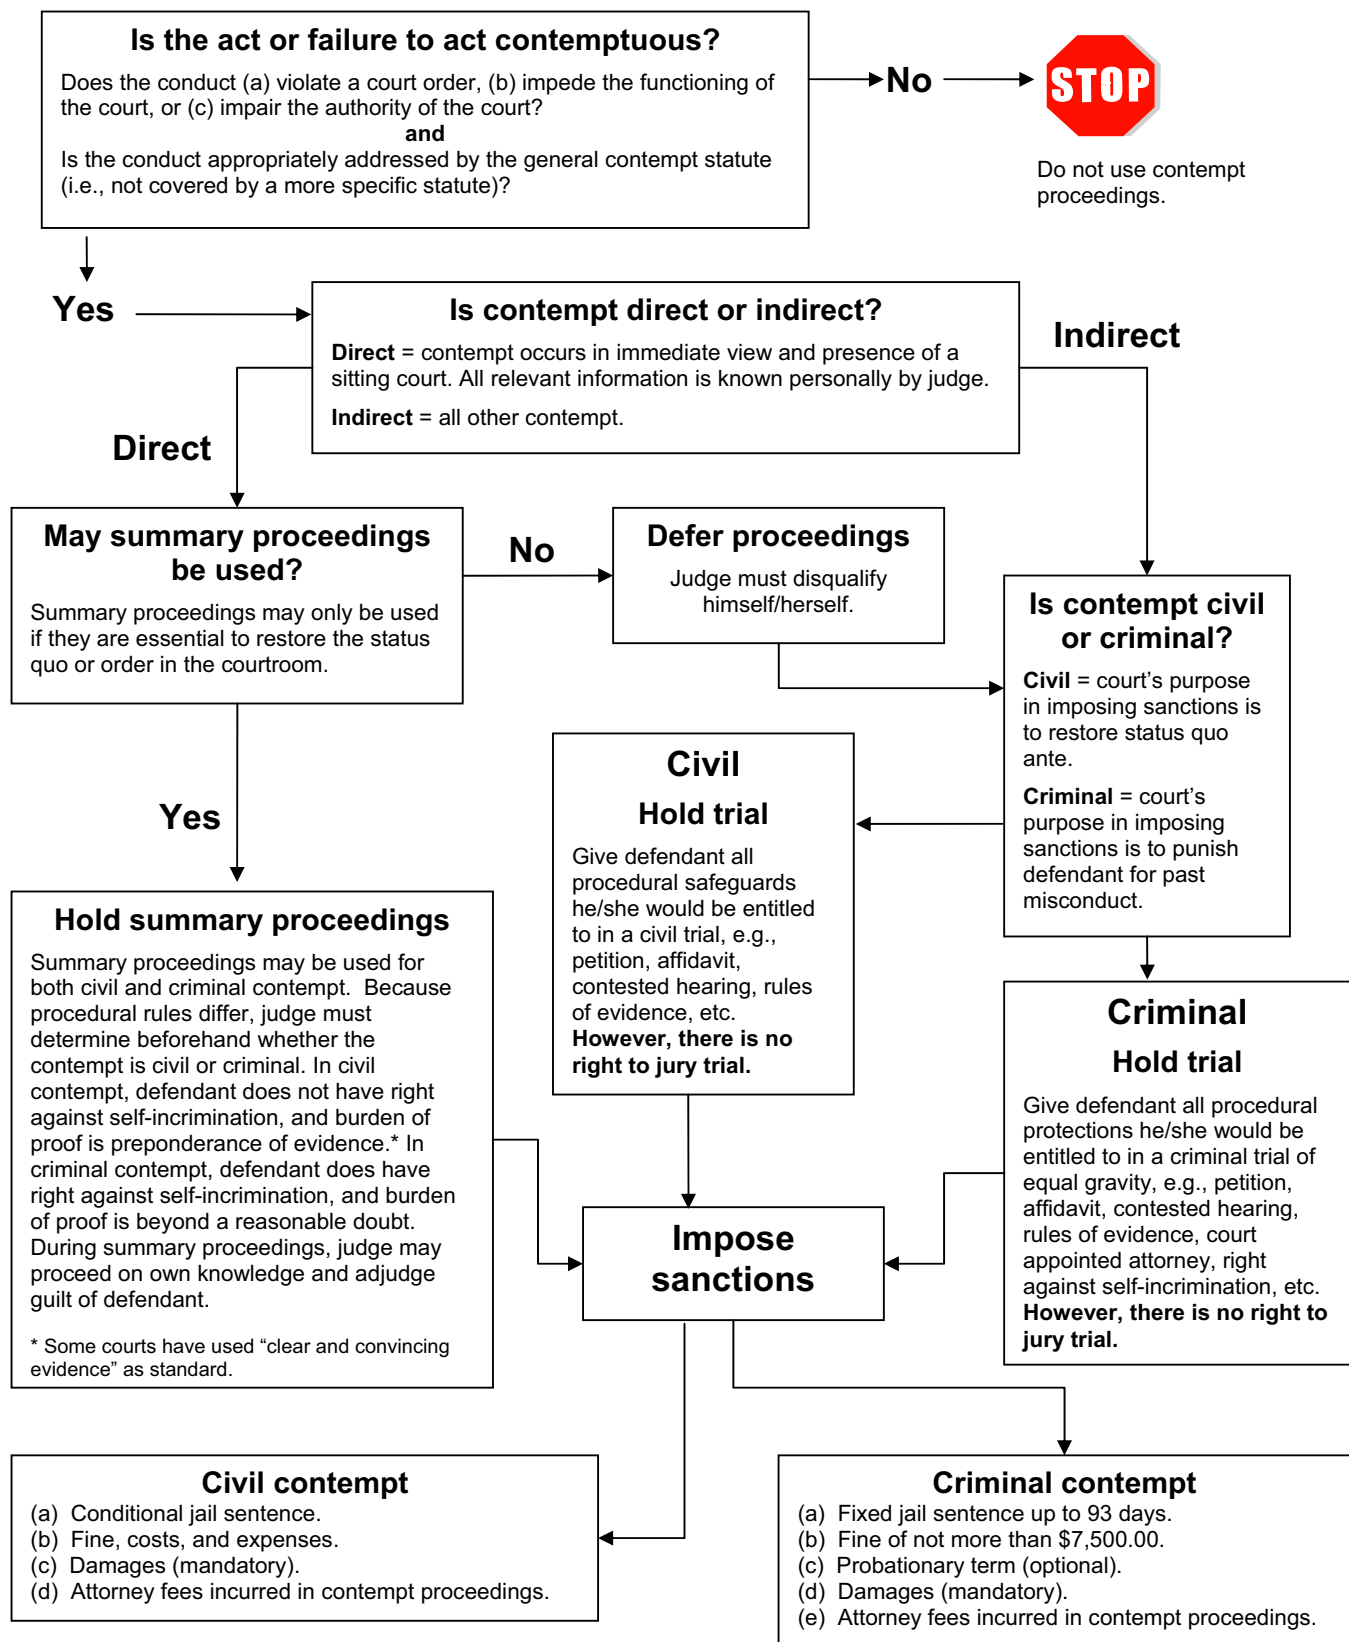 Is the act or failure to act contemptuous?
Does the conduct (a) violate a court order, (b) impede the functioning of
the court, or (c) impair the authority of the court?
and
Is the conduct appropriately addressed by the general contempt statute
(i.e., not covered by a more specific statute)?
No
STOP
Do not use contempt
proceedings.
Yes
Is contempt direct or indirect?
Direct = contempt occurs in immediate view and presence of a
sitting court. All relevant information is known personally by judge.
Indirect = all other contempt.
Indirect
Direct
May summary proceedings
be used?
Summary proceedings may only be used
if they are essential to restore the status
quo or order in the courtroom.
No
Defer proceedings
Judge must disqualify
himself/herself.
Is contempt civil
or criminal?
Civil = court’s purpose
in imposing sanctions is
to restore status quo
ante.
Criminal = court’s
purpose in imposing
sanctions is to punish
defendant for past
misconduct.
Yes
Civil
Hold trial
Give defendant all
procedural safeguards
he/she would be entitled
to in a civil trial, e.g.,
petition, affidavit,
contested hearing, rules
of evidence, etc.
However, there is no
right to jury trial.
Hold summary proceedings
Summary proceedings may be used for
both civil and criminal contempt.  Because
procedural rules differ, judge must
determine beforehand whether the
contempt is civil or criminal. In civil
contempt, defendant does not have right
against self-incrimination, and burden of
proof is preponderance of evidence.* In
criminal contempt, defendant does have
right against self-incrimination, and burden
of proof is beyond a reasonable doubt.
During summary proceedings, judge may
proceed on own knowledge and adjudge
guilt of defendant.
* Some courts have used “clear and convincing
evidence” as standard.
Criminal
Hold trial
Give defendant all procedural
protections he/she would be
entitled to in a criminal trial of
equal gravity, e.g., petition,
affidavit, contested hearing,
rules of evidence, court
appointed attorney, right
against self-incrimination, etc.
However, there is no right to
jury trial.
Impose
sanctions
Civil contempt
(a) Conditional jail sentence.
(b) Fine, costs, and expenses.
(c) Damages (mandatory).
(d) Attorney fees incurred in contempt proceedings.
Criminal contempt
(a) Fixed jail sentence up to 93 days.
(b) Fine of not more than $7,500.00.
(c) Probationary term (optional).
(d) Damages (mandatory).
(e) Attorney fees incurred in contempt proceedings.